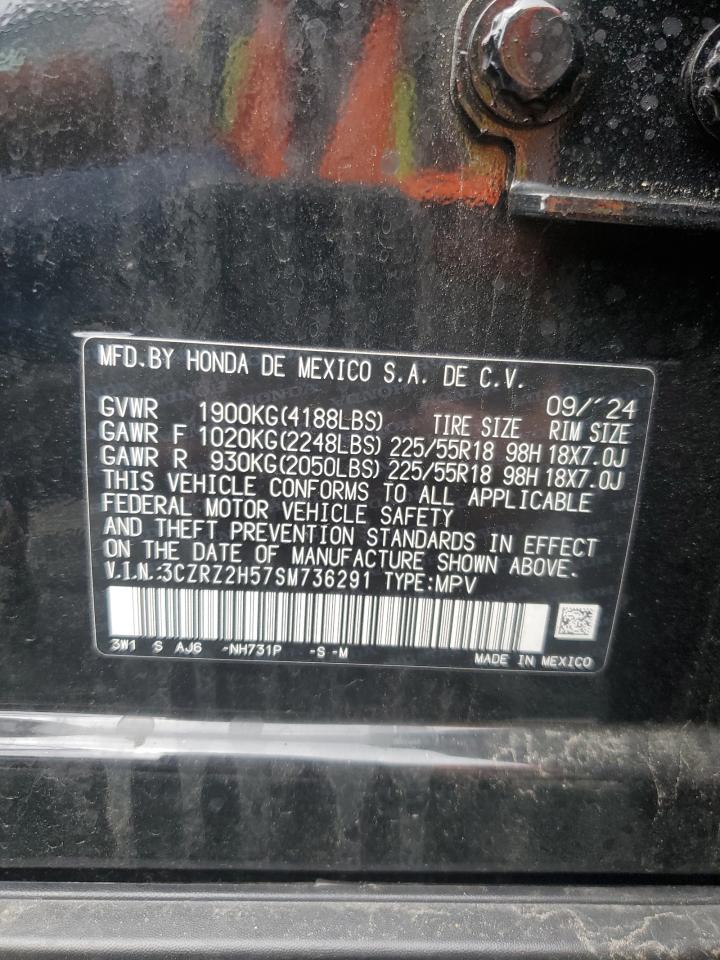 MFD.BY HONDA DE MEXICO S.A. DE C.V.
09/´24
GVWR 1900KG(4188LBS) TIRE SIZE RIM SIZE
GAWR F 1020KG(2248LBS) 225/55R18 98H 18X7.0J
GAWR R 930KG(2050LBS) 225/55R18 98H 18X7.0J
THIS VEHICLE CONFORMS TO ALL APPLICABLE
FEDERAL MOTOR VEHICLE SAFETY
AND THEFT PREVENTION STANDARDS IN EFFECT
ON THE DATE OF MANUFACTURE SHOWN ABOVE.
V.I.N.:3CZRZ2H57SM736291 TYPE:MPV
3W1 S AJ6 -NH731P -S -M
MADE IN MEXICO